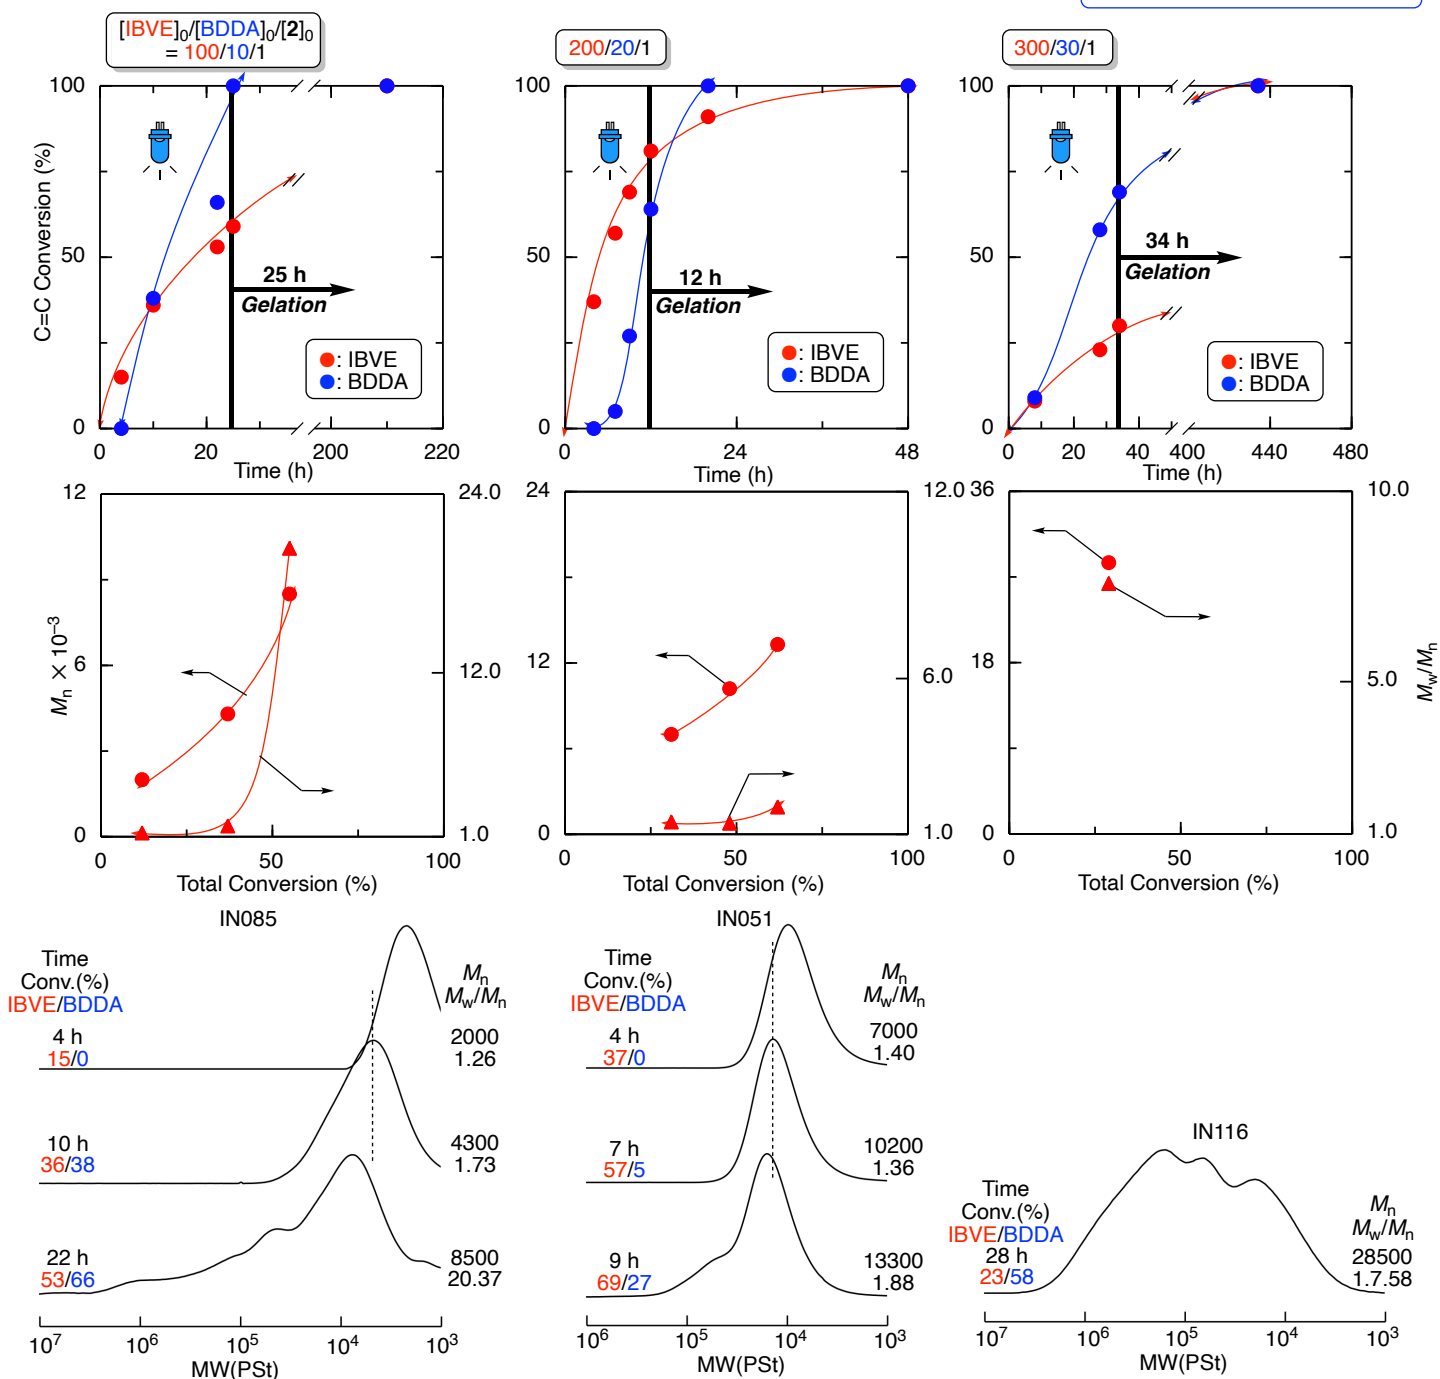 [IBVE]0/[BDDA]0/[2]0
= 100/10/1
200/20/1
300/30/1
C=C Conversion (%)
100
50
0
0
20
200
220
Time (h)
25 h
Gelation
: IBVE
: BDDA
100
50
0
0
24
48
Time (h)
12 h
Gelation
: IBVE
: BDDA
100
50
0
0
20
40
400
440
480
Time (h)
34 h
Gelation
: IBVE
: BDDA
Mn × 10–3
12
6
0
24.0
12.0
1.0
0
50
100
Total Conversion (%)
24
12
0
12.0
6.0
1.0
0
50
100
Total Conversion (%)
36
18
0
10.0
5.0
1.0
Mw/Mn
0
50
100
Total Conversion (%)
IN085
Time
Conv.(%)
IBVE/BDDA
Mn
Mw/Mn
4 h
15/0
2000
1.26
10 h
36/38
4300
1.73
22 h
53/66
8500
20.37
107
106
105
104
103
MW(PSt)
IN051
Time
Conv.(%)
IBVE/BDDA
Mn
Mw/Mn
4 h
37/0
7000
1.40
7 h
57/5
10200
1.36
9 h
69/27
13300
1.88
106
105
104
103
MW(PSt)
IN116
Time
Conv.(%)
IBVE/BDDA
Mn
Mw/Mn
28 h
23/58
28500
1.7.58
107
106
105
104
103
MW(PSt)